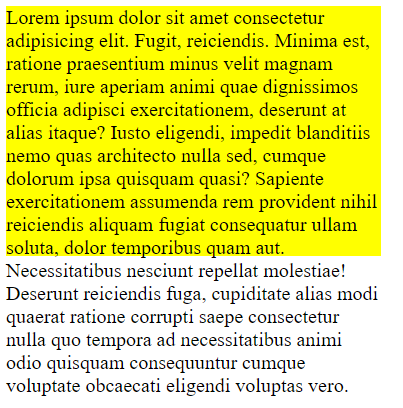 Lorem ipsum dolor sit amet consectetur
adipisicing elit. Fugit, reiciendis. Minima est,
ratione praesentium minus velit magnam
rerum, iure aperiam animi quae dignissimos
officia adipisci exercitationem, deserunt at
alias itaque? Iusto eligendi, impedit blanditiis
nemo quas architecto nulla sed, cumque
dolorum ipsa quisquam quasi? Sapiente
exercitationem assumenda rem provident nihil
reiciendis aliquam fugiat consequatur ullam
soluta, dolor temporibus quam aut.
Necessitatibus nesciunt repellat molestiae!
Deserunt reiciendis fuga, cupiditate alias modi
quaerat ratione corrupti saepe consectetur
nulla quo tempora ad necessitatibus animi
odio quisquam consequuntur cumque
voluptate obcaecati eligendi voluptas vero.